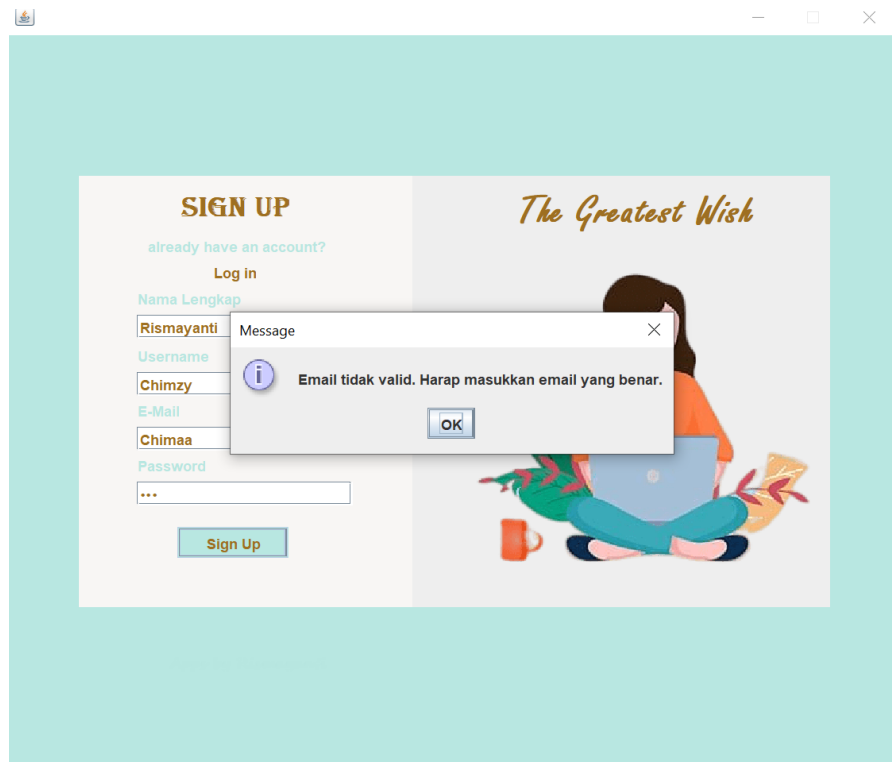 SIGN UP
already have an account?
Log in
Nama Lengkap
Rismayanti
Username
Chimzy
E-Mail
Chimaa
Password
•••
Sign Up
The Greatest Wish
Message
Email tidak valid. Harap masukkan email yang benar.
OK